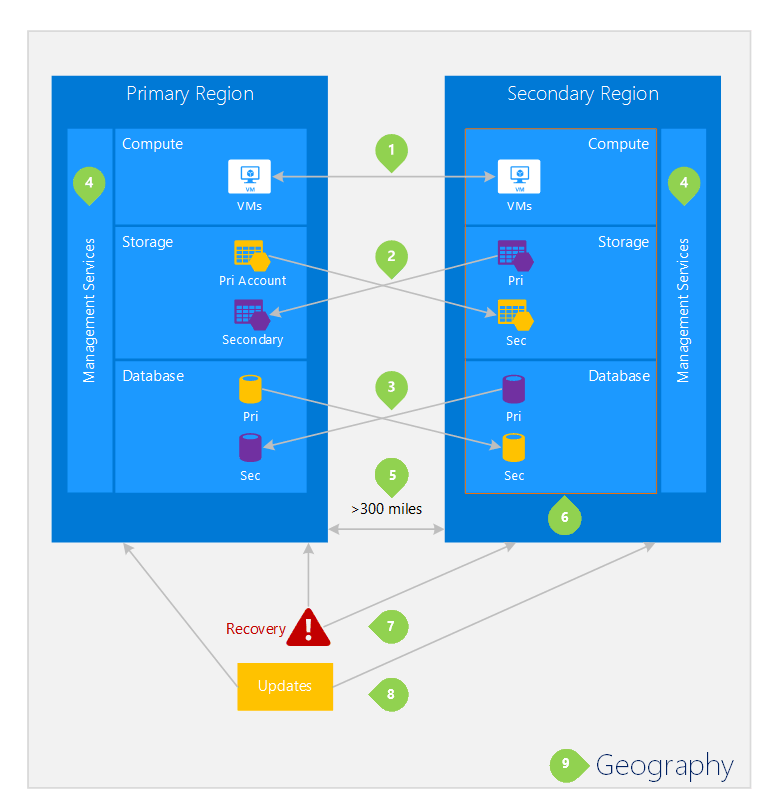 Primary Region
Secondary Region
Compute
VM
VMs
1
Compute
VM
VMs
4
Management Services
4
Management Services
Storage
Pri Account
Secondary
2
Storage
Pri
Sec
Database
Pri
Sec
3
Database
Pri
Sec
5
>300 miles
6
Recovery
!
7
Updates
8
9
Geography